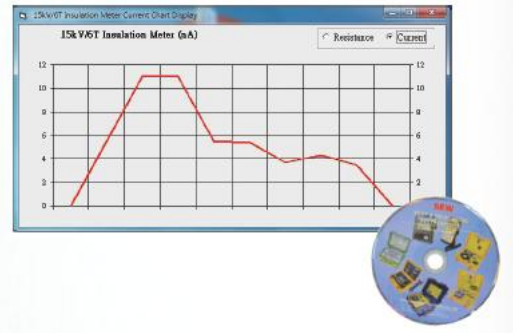 15kV/6T Insulation Meter Current Chart Display
15kV/6T Insulation Meter (nA)
Resistance
Current
12
10
8
6
4
2
0
12
10
8
6
4
2
SEW